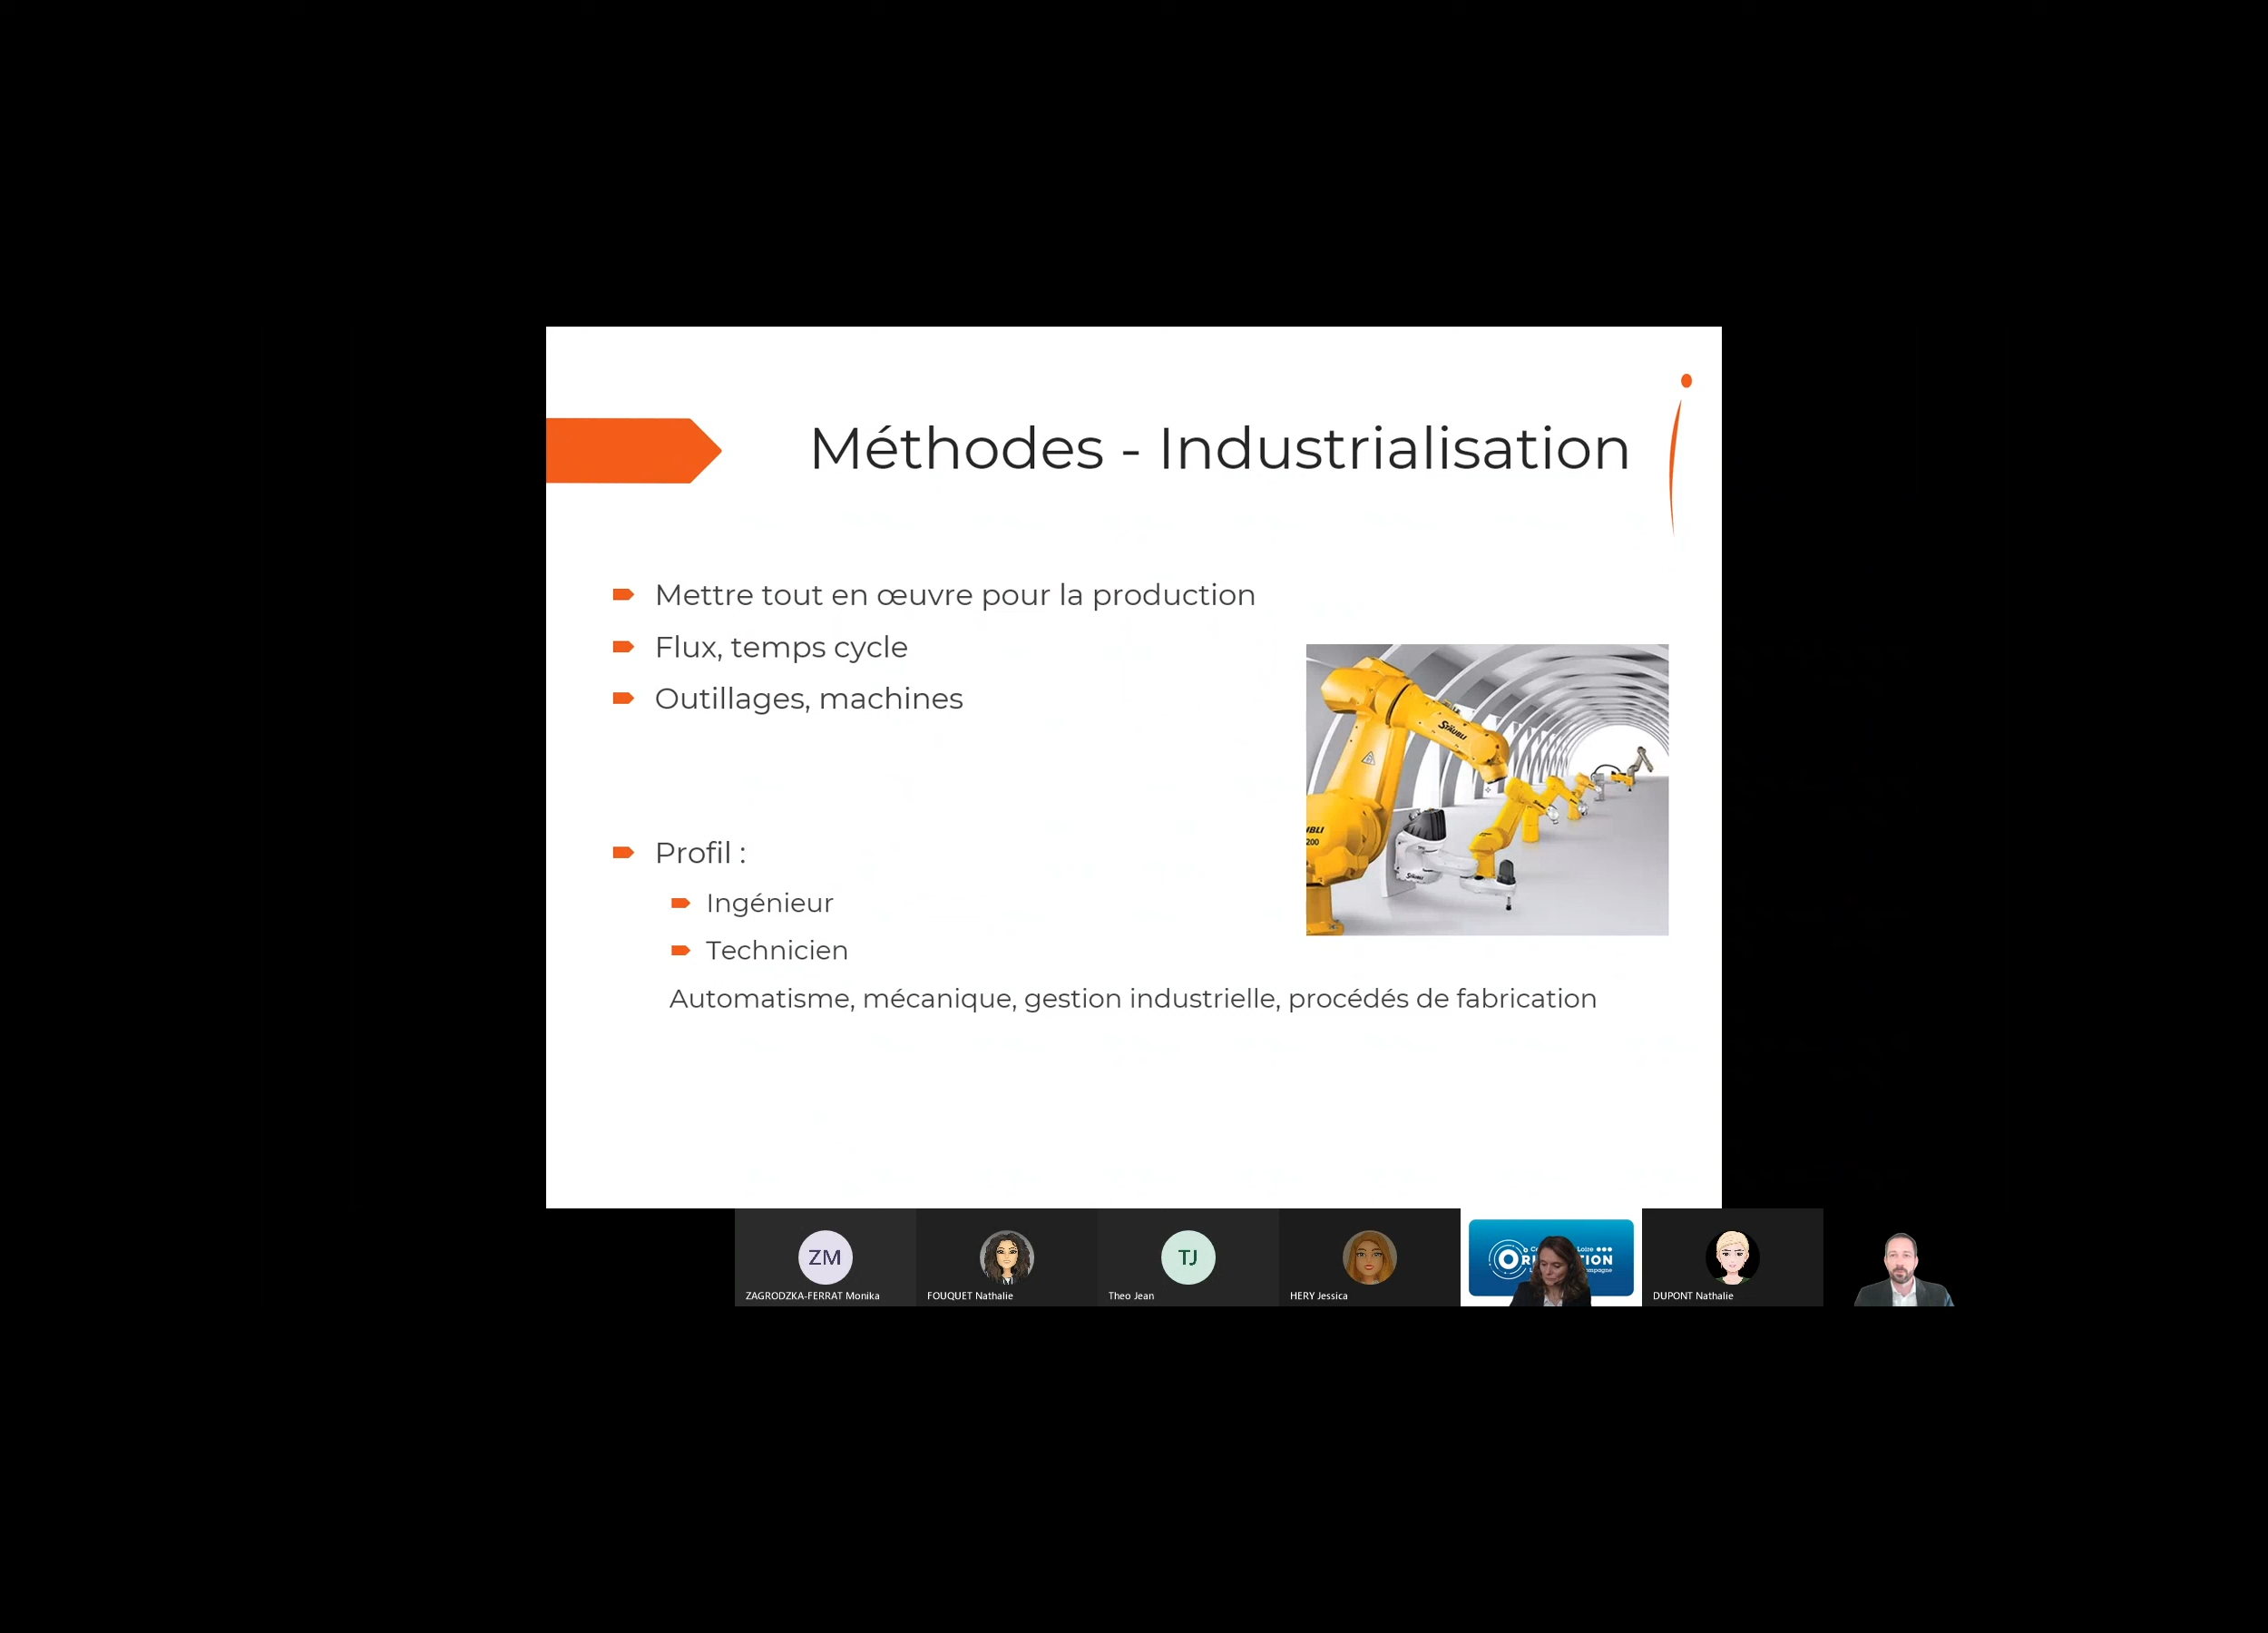 Méthodes - Industrialisation
Mettre tout en œuvre pour la production
Flux, temps cycle
Outillages, machines
STÄUBLI
Profil :
Ingénieur
Technicien
Automatisme, mécanique, gestion industrielle, procédés de fabrication
ZM
ZAGRODZKA-FERRAT Monika
FOUQUET Nathalie
TJ
Theo Jean
HERY Jessica
DUPONT Nathalie